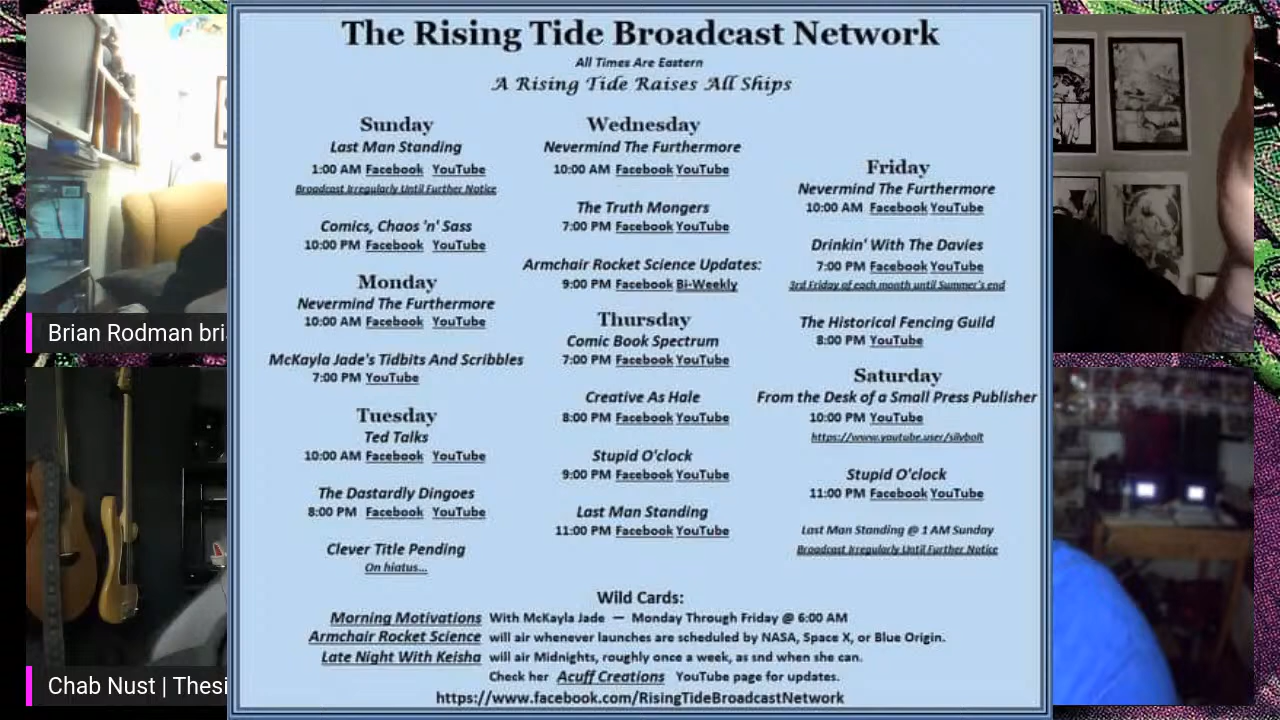 The Rising Tide Broadcast Network
All Times Are Eastern
A Rising Tide Raises All Ships
Sunday
Last Man Standing
1:00 AM Facebook YouTube
Broadcast Irregularly Until Further Notice
Comics, Chaos 'n' Sass
10:00 PM Facebook YouTube
Monday
Nevermind The Furthermore
10:00 AM Facebook YouTube
McKayla Jade's Tidbits And Scribbles
7:00 PM YouTube
Tuesday
Ted Talks
10:00 AM Facebook YouTube
The Dastardly Dingoes
8:00 PM Facebook YouTube
Clever Title Pending
On hiatus...
Wednesday
Nevermind The Furthermore
10:00 AM Facebook YouTube
The Truth Mongers
7:00 PM Facebook YouTube
Armchair Rocket Science Updates:
9:00 PM Facebook Bi-Weekly
Thursday
Comic Book Spectrum
7:00 PM Facebook YouTube
Creative As Hale
8:00 PM Facebook YouTube
Stupid O'clock
9:00 PM Facebook YouTube
Last Man Standing
11:00 PM Facebook YouTube
Friday
Nevermind The Furthermore
10:00 AM Facebook YouTube
Drinkin' With The Davies
7:00 PM Facebook YouTube
3rd Friday of each month until Summer's end
The Historical Fencing Guild
8:00 PM YouTube
Saturday
From the Desk of a Small Press Publisher
10:00 PM YouTube
https://www.youtube.user/silvbolt
Stupid O'clock
11:00 PM Facebook YouTube
Last Man Standing @ 1 AM Sunday
Broadcast Irregularly Until Further Notice
Wild Cards:
Morning Motivations With McKayla Jade — Monday Through Friday @ 6:00 AM
Armchair Rocket Science will air whenever launches are scheduled by NASA, Space X, or Blue Origin.
Late Night With Keisha will air Midnights, roughly once a week, as snd when she can.
Check her Acuff Creations YouTube page for updates.
https://www.facebook.com/RisingTideBroadcastNetwork
Brian Rodman bri
Chab Nust | Thesi